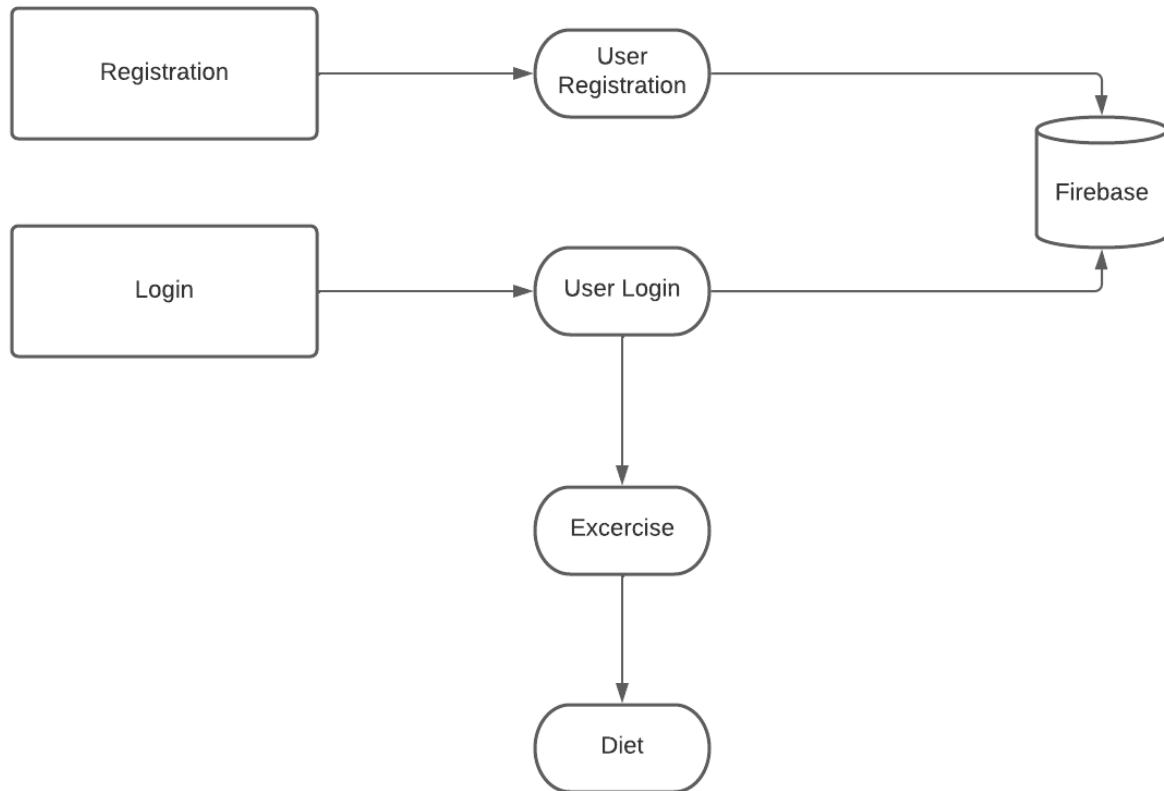 Registration
User
Registration
Firebase
Login
User Login
Excercise
Diet